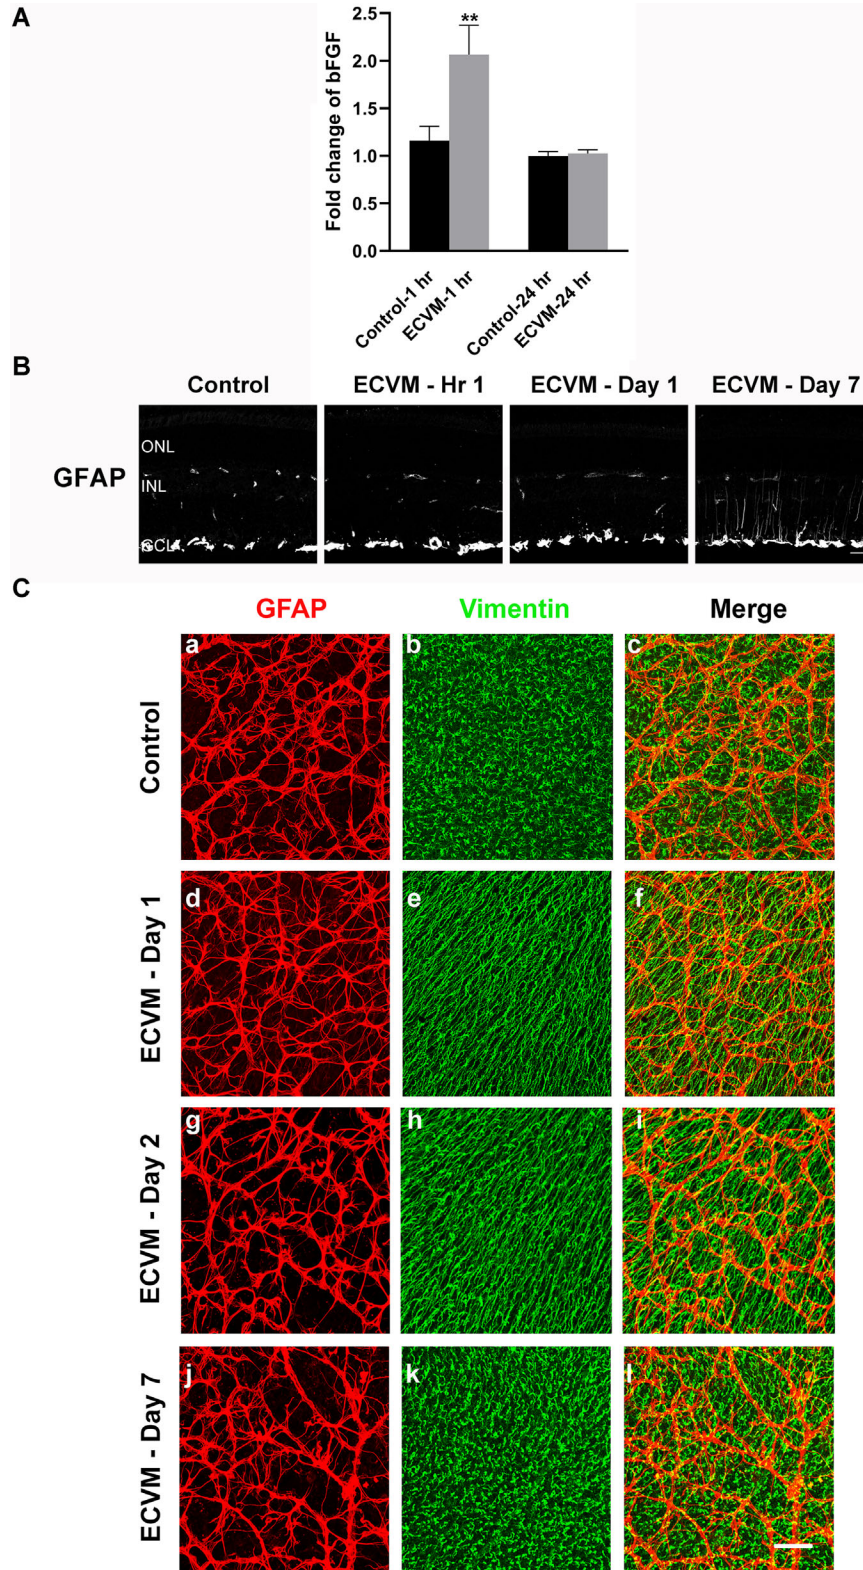 A
Fold change of bFGF
2.5
2.0
1.5
1.0
0.5
0.0
**
Control-1 hr
ECVM-1 hr
Control-24 hr
ECVM-24 hr
B
Control
ECVM - Hr 1
ECVM - Day 1
ECVM - Day 7
GFAP
ONL
INL
GCL
C
GFAP
Vimentin
Merge
Control
a
b
c
ECVM - Day 1
d
e
f
ECVM - Day 2
g
h
i
ECVM - Day 7
j
k
l